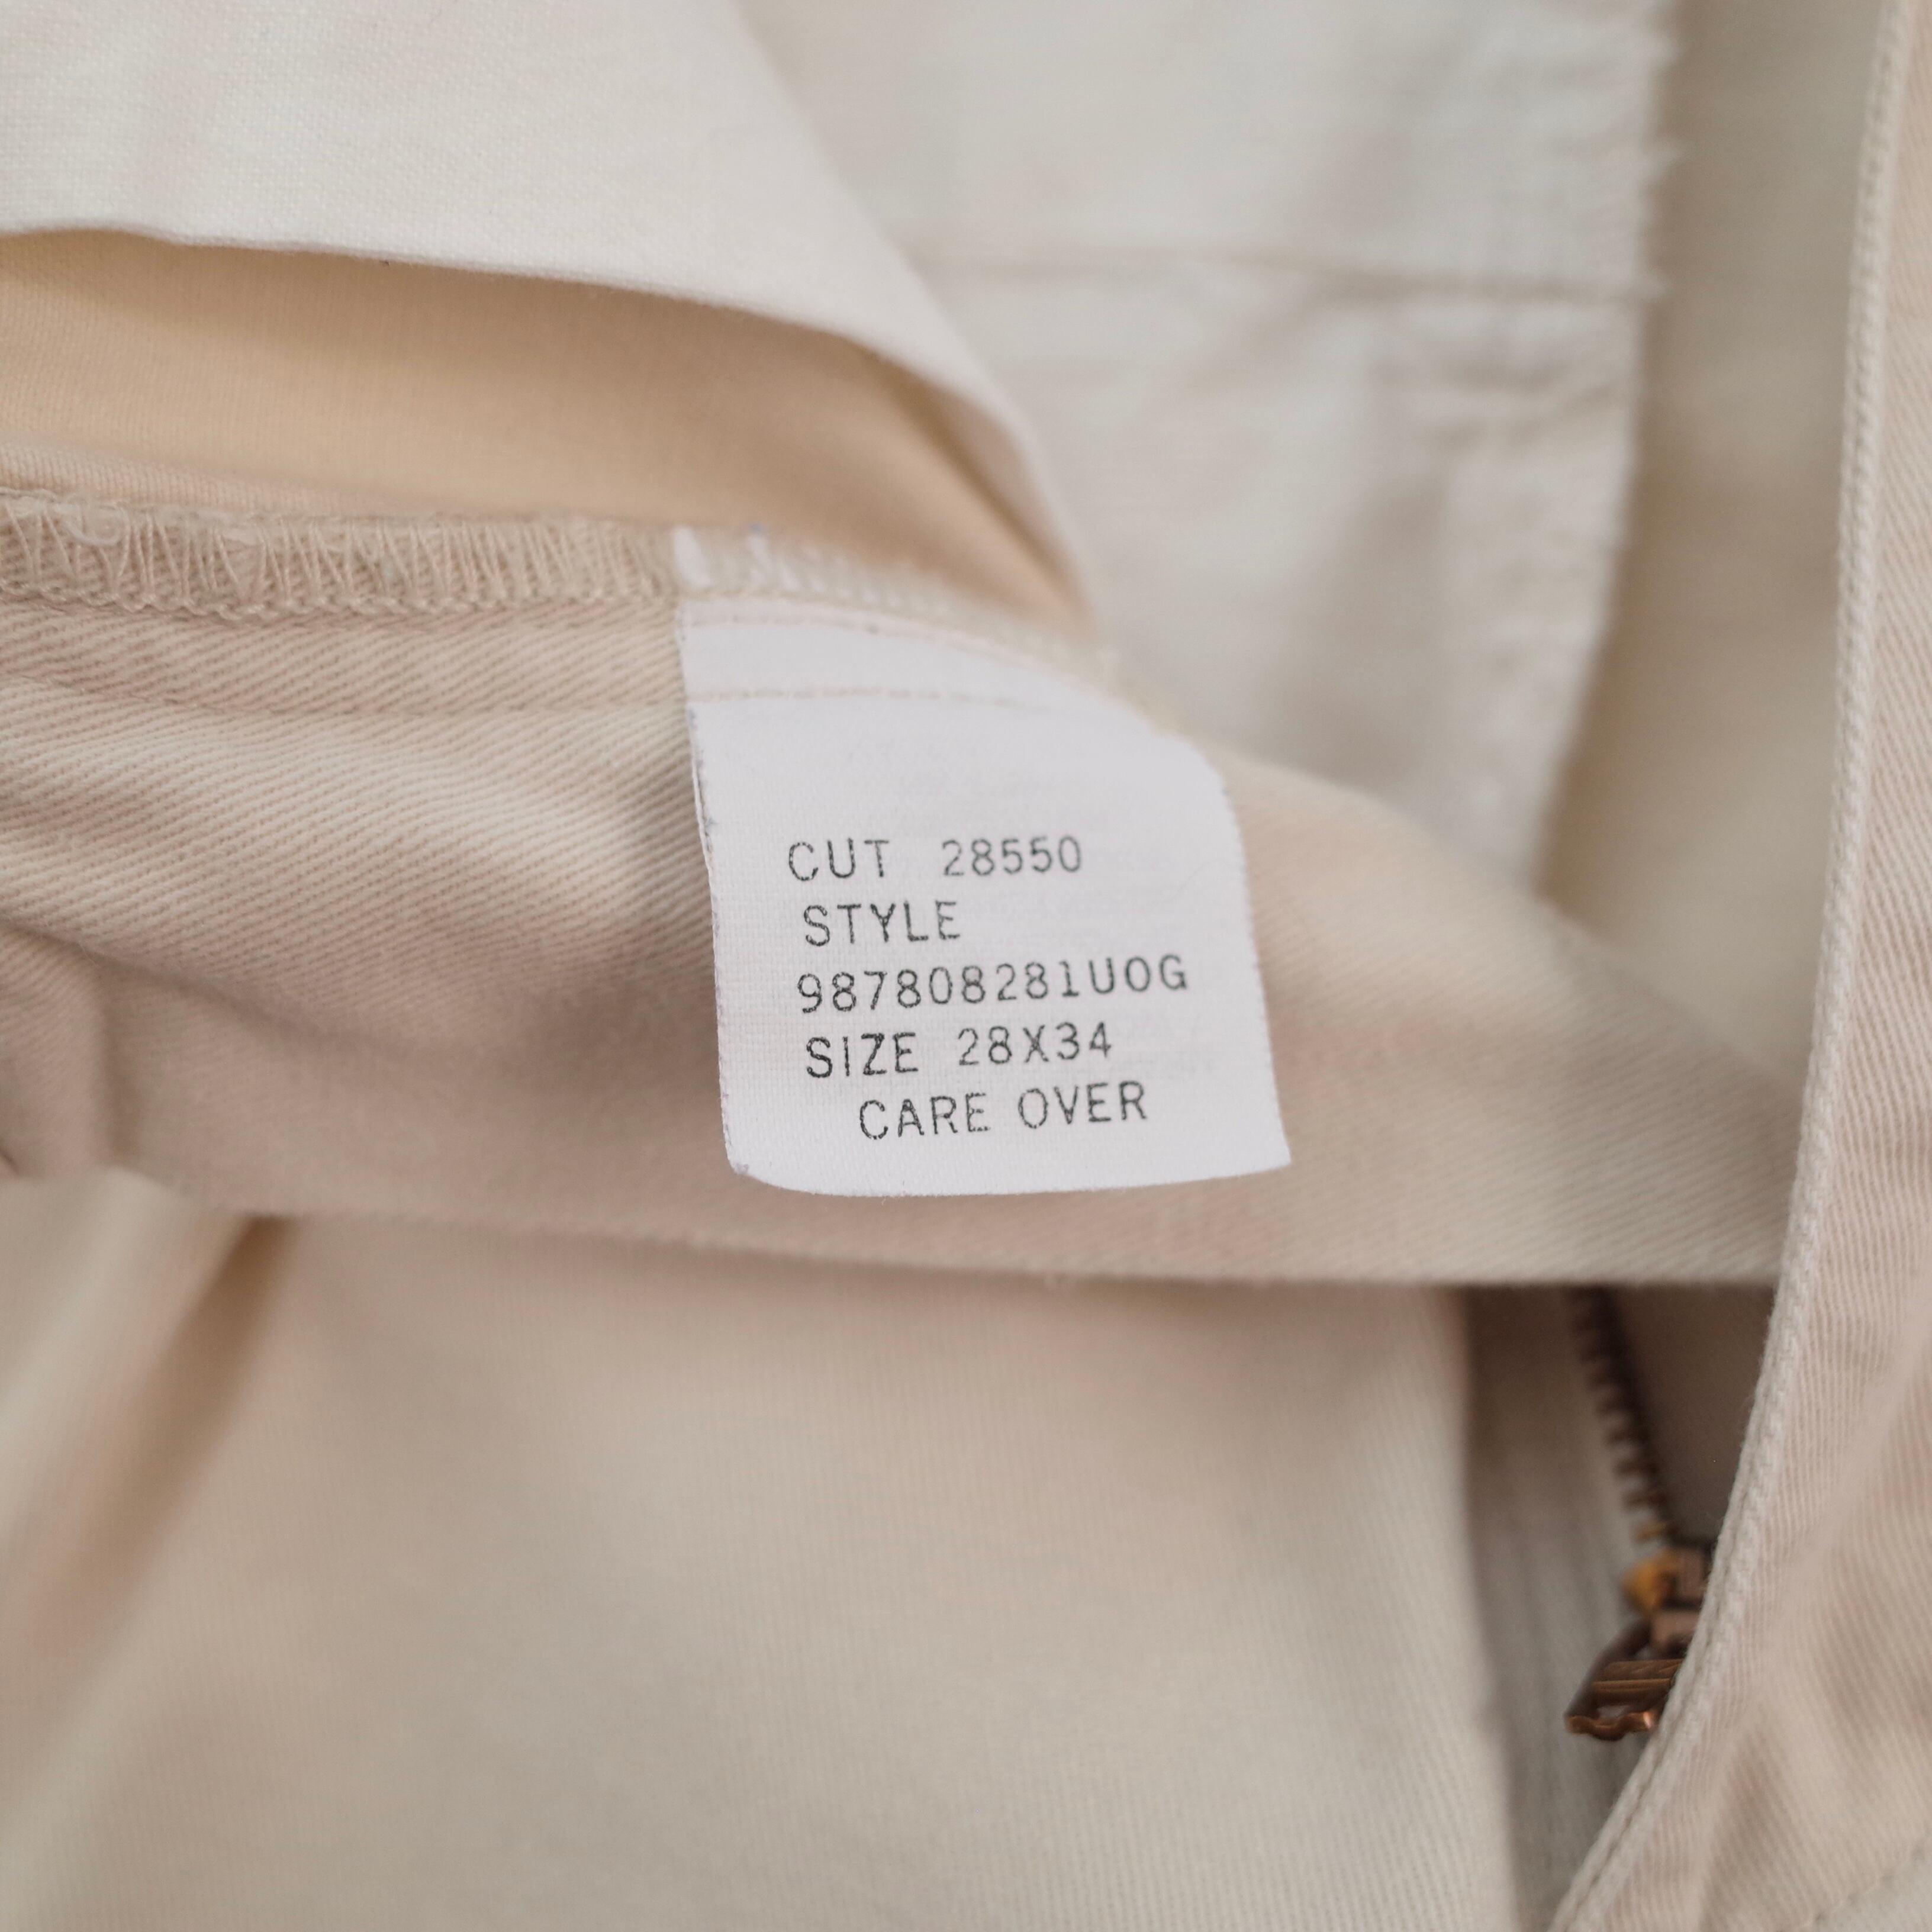 CUT 28550
STYLE
987808281UOG
SIZE 28X34
CARE OVER